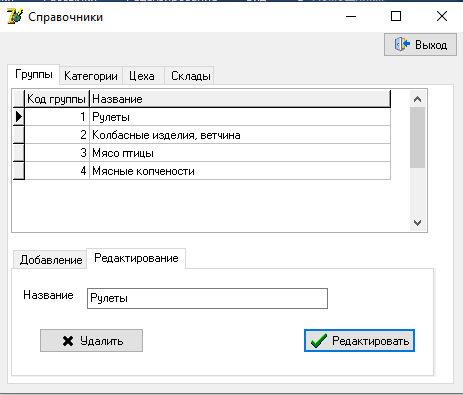 Справочники
Выход
Группы Категории Цеха Склады
Код группы Название
1 Рулеты
2 Колбасные изделия, ветчина
3 Мясо птицы
4 Мясные копчености
Добавление Редактирование
Название Рулеты
Удалить Редактировать